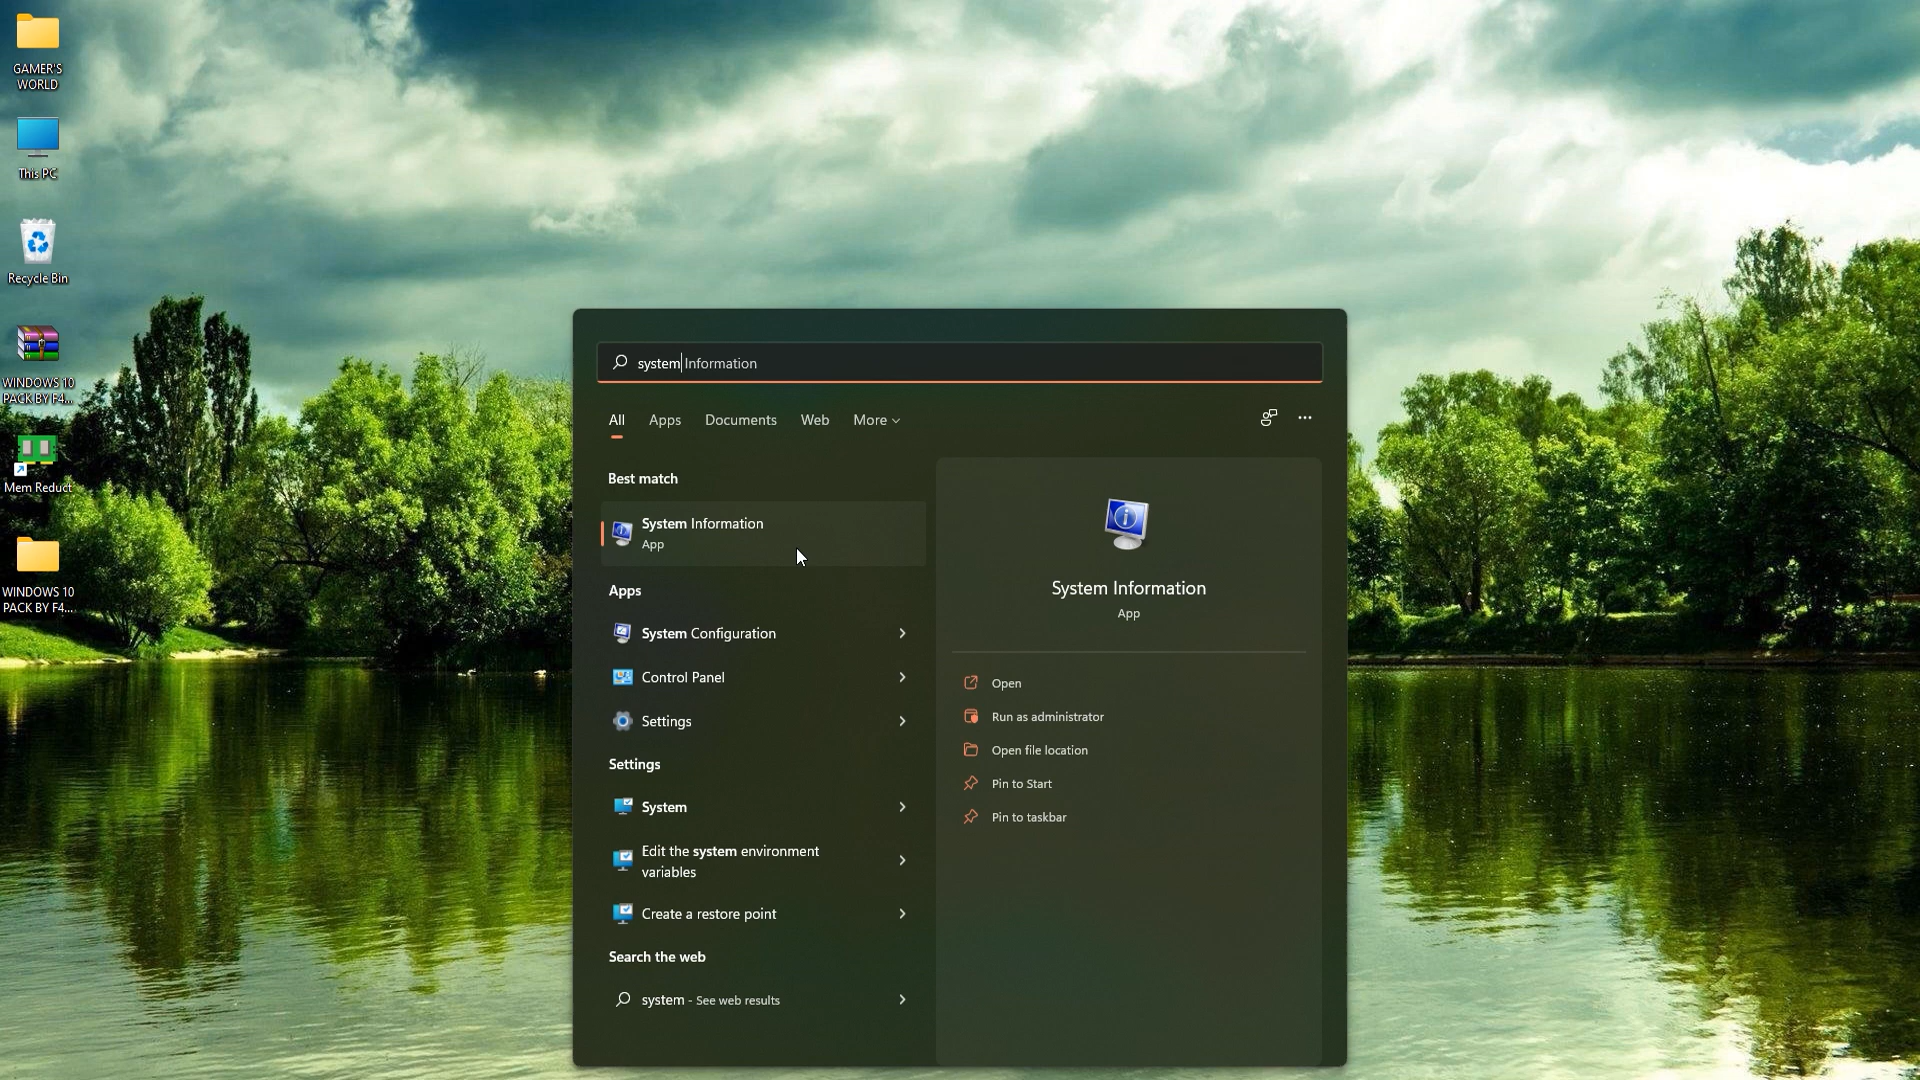 GAMER'S
WORLD
This PC
Recycle Bin
WINDOWS 10
PACK BY F4...
Mem Reduct
WINDOWS 10
PACK BY F4...
system Information
All Apps Documents Web More
Best match
System Information
App
Apps
System Configuration
Control Panel
Settings
Settings
System
Edit the system environment
variables
Create a restore point
Search the web
system - See web results
System Information
App
Open
Run as administrator
Open file location
Pin to Start
Pin to taskbar